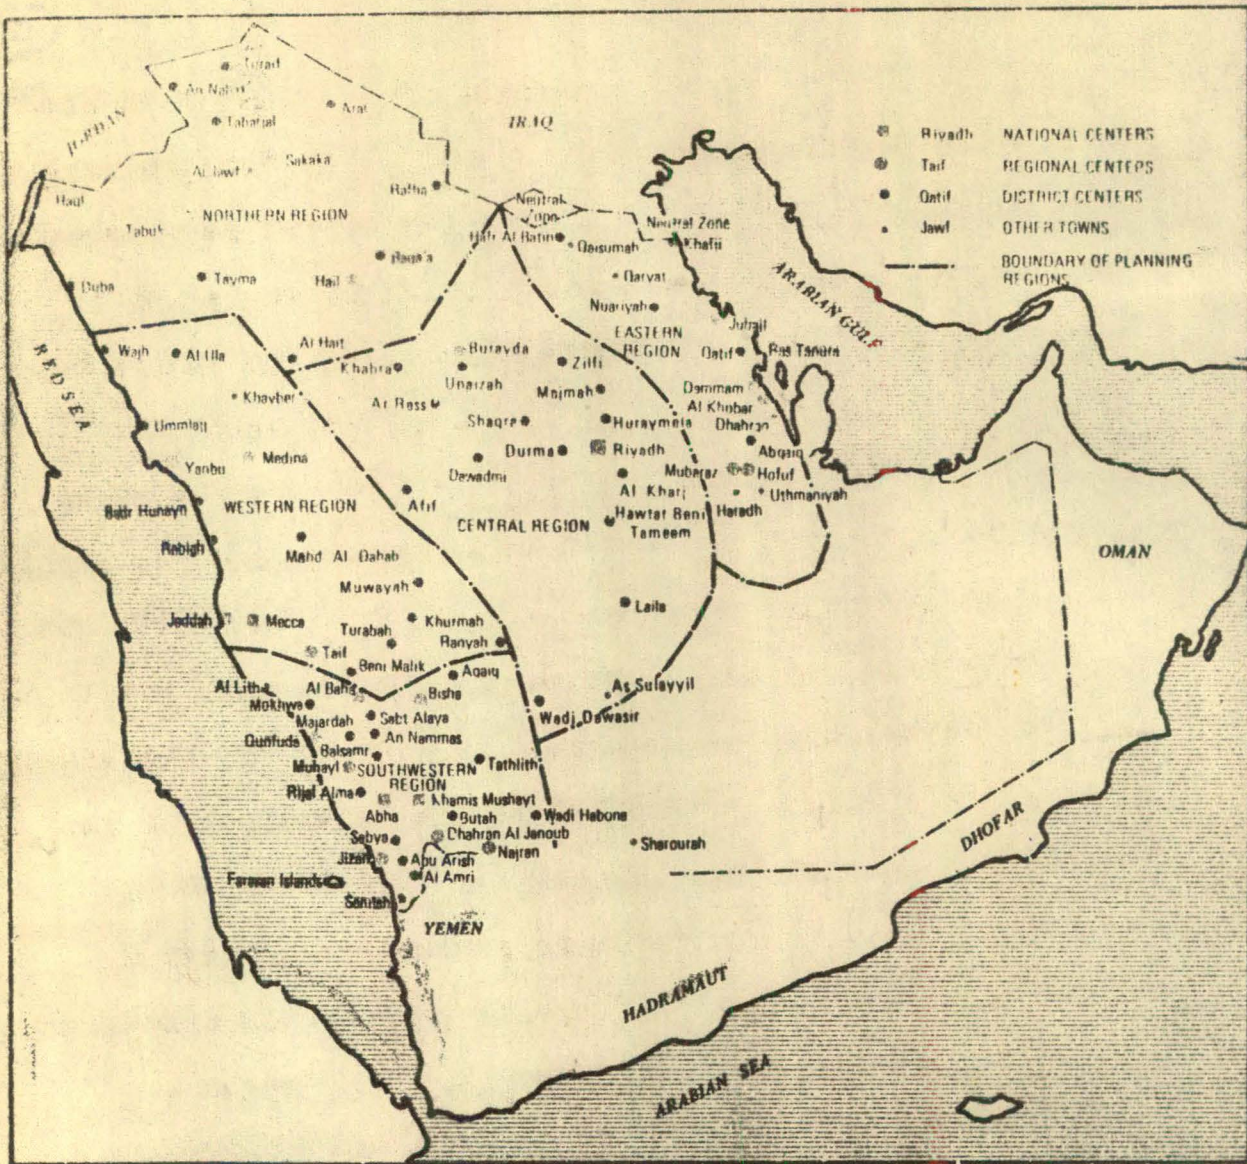 Turaif
An Nabq
Tabarjal
Arar
JORDAN
IRAQ
Al Jawf
Sakaka
Haql
Rafha
Neutral
Zone
NORTHERN REGION
Tabuk
Hafr Al Batin
Qaisumah
Neutral Zone
Khafji
Baqa'a
Duba
Tayma
Hail
Qaryat
ARABIAN GULF
Nuariyah
EASTERN
REGION
Jubail
Wajh
Al Ula
Al Hait
Burayda
Zilfi
Qatif
Ras Tanura
RED SEA
Khabra
Unaizah
Khayber
Ar Rass
Majmah
Dammam
Al Khobar
Dhahran
Ummlajj
Shaqra
Huraymela
Abqaiq
Durma
Riyadh
Yanbu
Medina
Dawadmi
Mubaraz
Hofuf
Al Kharj
Uthmaniyah
Haradh
Badr Hunayn
WESTERN REGION
Afif
CENTRAL REGION
Hawtat Beni
Tameem
Rabigh
Mahd Al Dahab
OMAN
Muwayah
Laila
Jeddah
Mecca
Khurmah
Turabah
Ranyah
Taif
Beni Malik
Aqaiq
Al Lith
Al Baha
Bisha
As Sulayyil
Mokhwa
Wadi Dawasir
Majardah
Sabt Alaya
Qunfuda
An Nammas
Balsamr
Muhayl
SOUTHWESTERN
REGION
Tathlith
Rijal Alma
Khamis Mushayt
Abha
Butah
Wadi Habona
Sabya
Dhahran Al Janoub
Sharourah
DHOFAR
Jizan
Abu Arish
Najran
Farasan Islands
Al Amri
Samtah
YEMEN
HADRAMAUT
ARABIAN SEA
Riyadh NATIONAL CENTERS
Taif REGIONAL CENTERS
Qatif DISTRICT CENTERS
Jawf OTHER TOWNS
BOUNDARY OF PLANNING
REGIONS